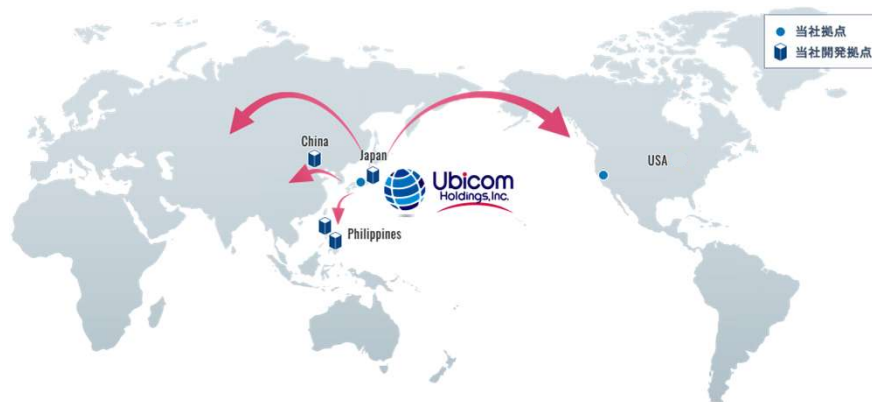 当社拠点
当社開発拠点
China
Japan
USA
Ubicom
Holdings,Inc.
Philippines